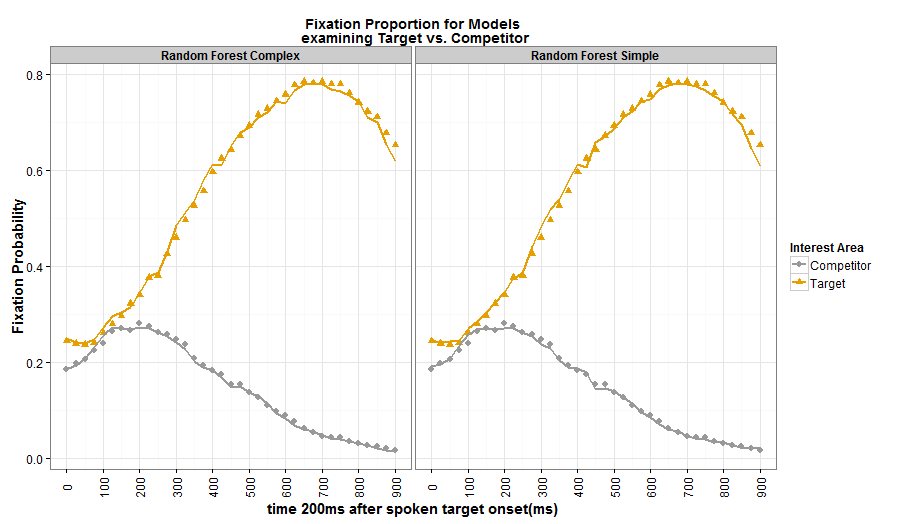 Fixation Proportion for Models
examining Target vs. Competitor
Random Forest Complex
Random Forest Simple
0.8
0.6
0.4
0.2
0.0
Fixation Probability
0 100 200 300 400 500 600 700 800 900
0 100 200 300 400 500 600 700 800 900
time 200ms after spoken target onset(ms)
Interest Area
Competitor
Target